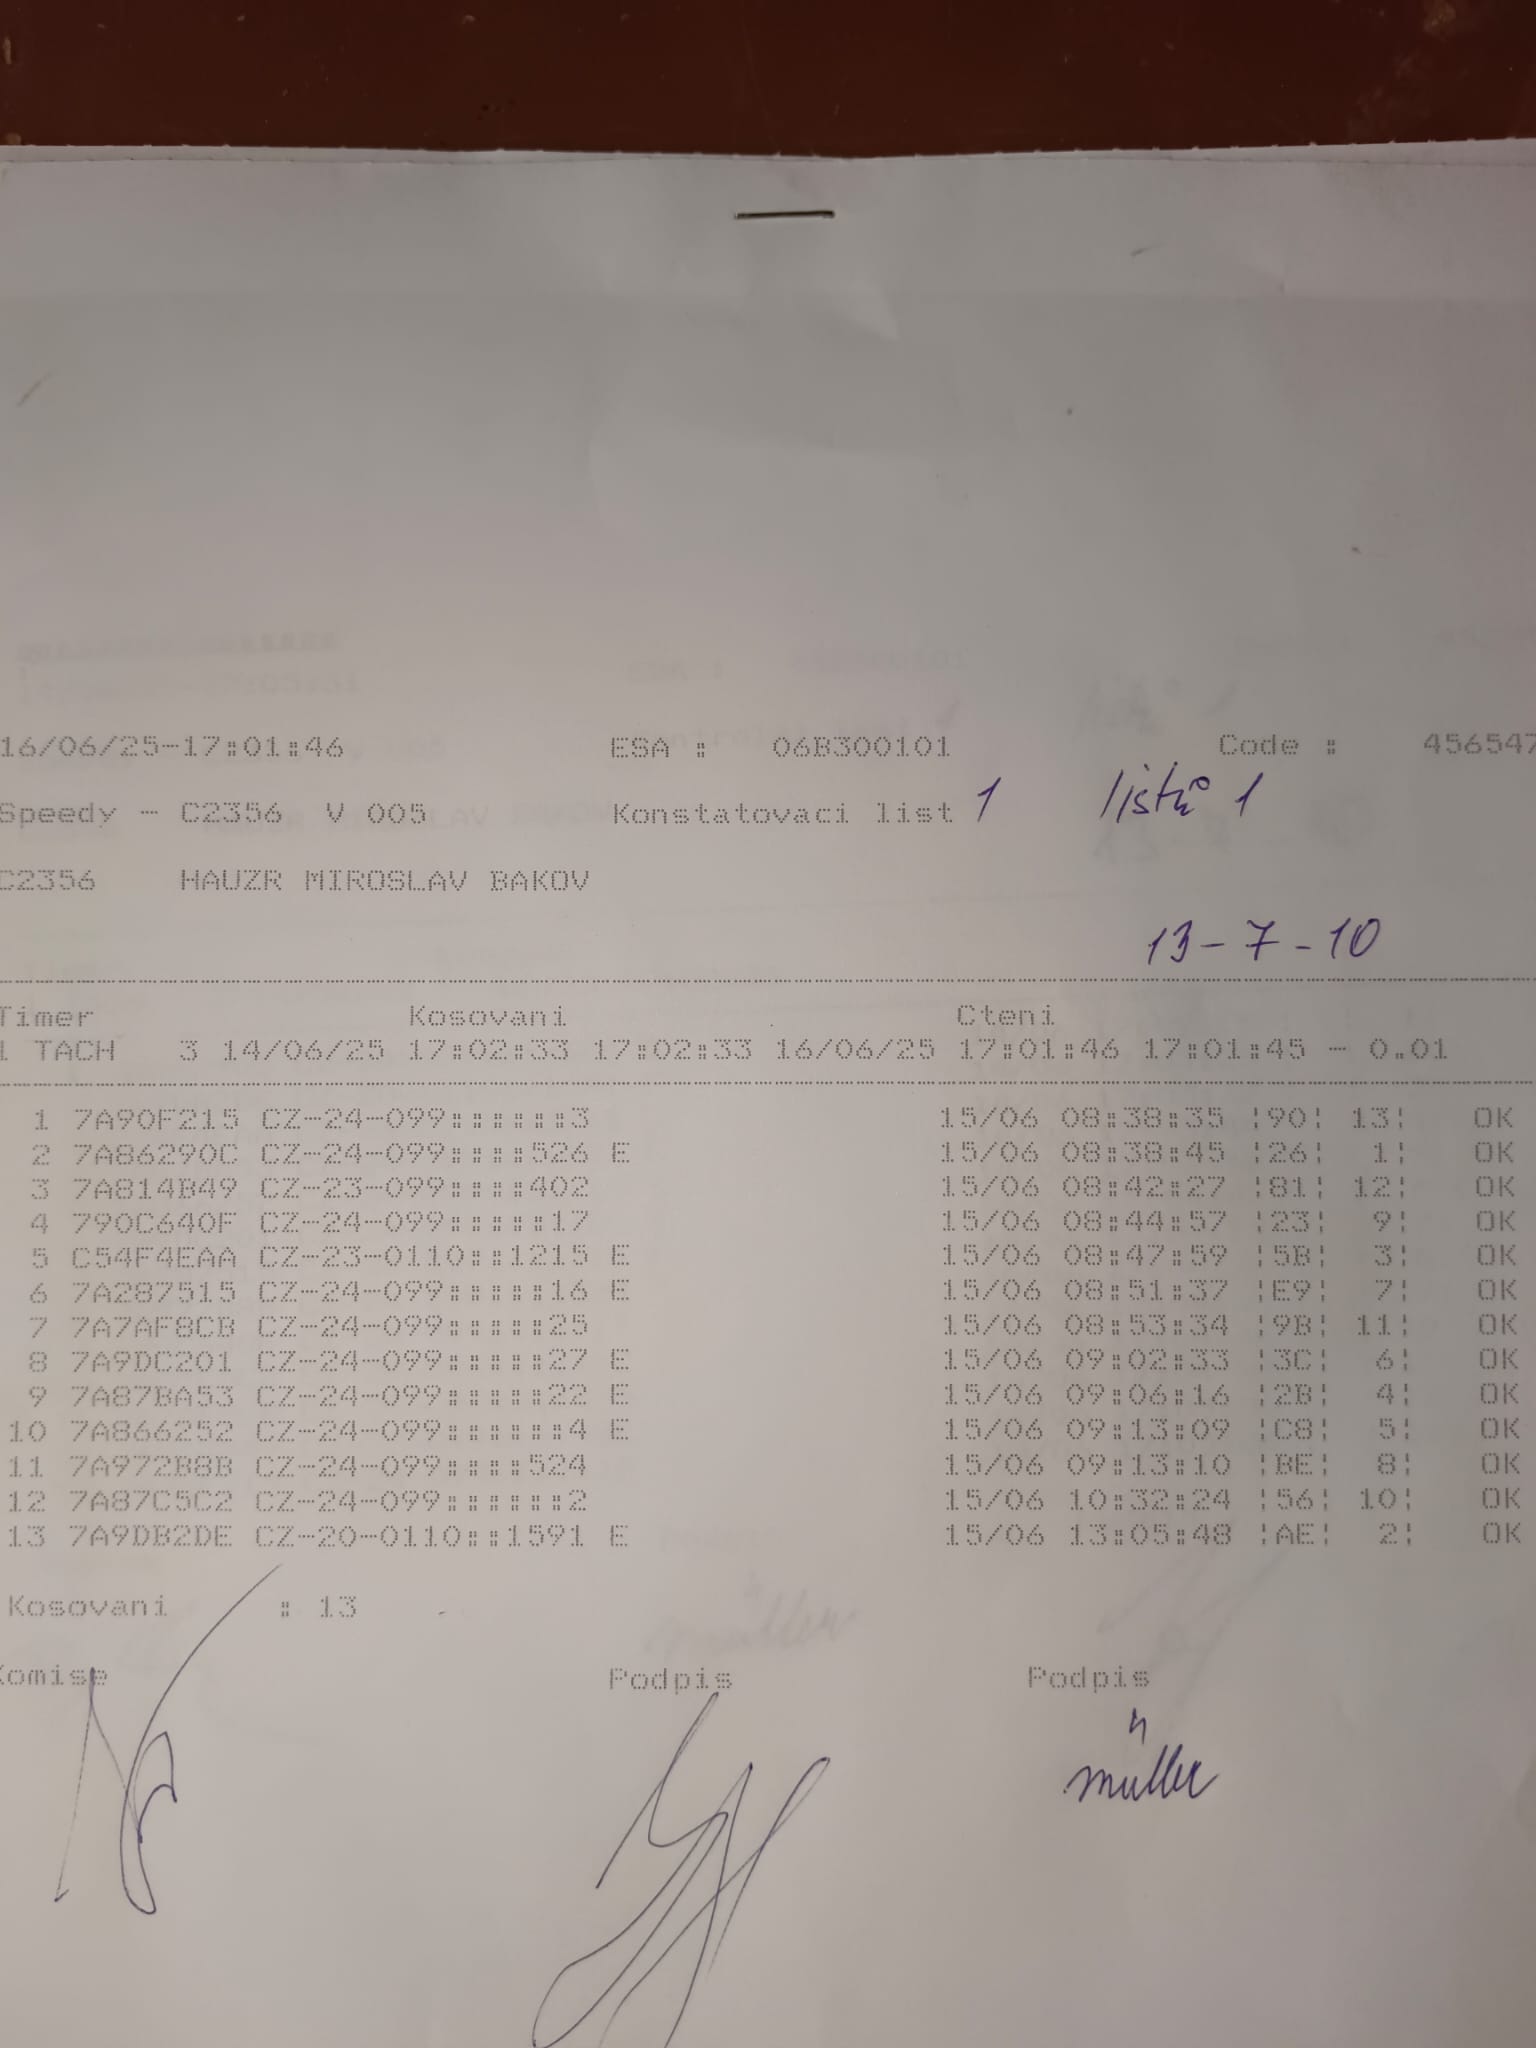 16/06/25-17:01:46 ESA : 06B300101 Code : 456547
Speedy - C2356 V 005 Konstatovaci list 1 listů 1
C2356 HAUZR MIROSLAV BAKOV
13-7-10
Timer Kosovani Cteni
1 TACH 3 14/06/25 17:02:33 17:02:33 16/06/25 17:01:46 17:01:45 - 0.01
1 7A90F215 CZ-24-099::::::3 15/06 08:38:35 ¦90¦ 13¦ OK
2 7A86290C CZ-24-099::::526 E 15/06 08:38:45 ¦26¦ 1¦ OK
3 7A814B49 CZ-23-099::::402 15/06 08:42:27 ¦81¦ 12¦ OK
4 790C640F CZ-24-099:::::17 15/06 08:44:57 ¦23¦ 9¦ OK
5 C54F4EAA CZ-23-0110::1215 E 15/06 08:47:59 ¦5B¦ 3¦ OK
6 7A287515 CZ-24-099:::::16 E 15/06 08:51:37 ¦E9¦ 7¦ OK
7 7A7AF8CB CZ-24-099:::::25 15/06 08:53:34 ¦9B¦ 11¦ OK
8 7A9DC201 CZ-24-099:::::27 E 15/06 09:02:33 ¦3C¦ 6¦ OK
9 7A87BA53 CZ-24-099:::::22 E 15/06 09:06:16 ¦2B¦ 4¦ OK
10 7A866252 CZ-24-099::::::4 E 15/06 09:13:09 ¦C8¦ 5¦ OK
11 7A972B8B CZ-24-099::::524 15/06 09:13:10 ¦BE¦ 8¦ OK
12 7A87C5C2 CZ-24-099::::::2 15/06 10:32:24 ¦56¦ 10¦ OK
13 7A9DB2DE CZ-20-0110::1591 E 15/06 13:05:48 ¦AE¦ 2¦ OK
Kosovani : 13
Komise Podpis Podpis
müller